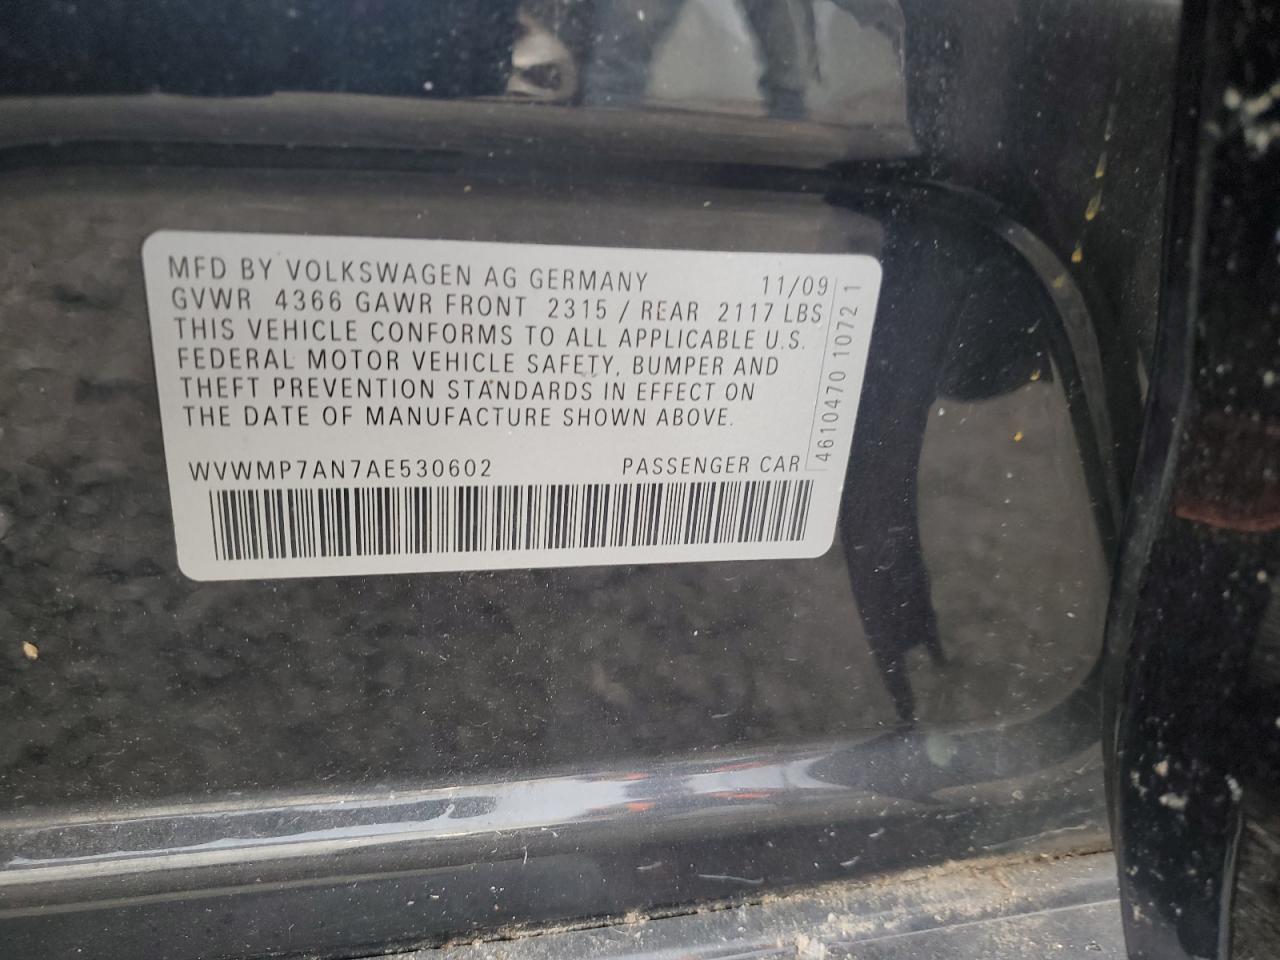 MFD BY VOLKSWAGEN AG GERMANY 11/09
GVWR 4366 GAWR FRONT 2315 / REAR 2117 LBS
THIS VEHICLE CONFORMS TO ALL APPLICABLE U.S.
FEDERAL MOTOR VEHICLE SAFETY, BUMPER AND
THEFT PREVENTION STANDARDS IN EFFECT ON
THE DATE OF MANUFACTURE SHOWN ABOVE.
WVWMP7AN7AE530602 PASSENGER CAR
4610470 1072 1